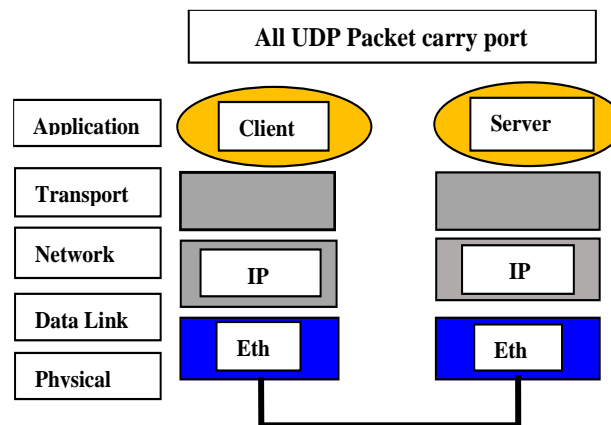 All UDP Packet carry port
Application
Client
Server
Transport
Network
IP
IP
Data Link
Eth
Eth
Physical